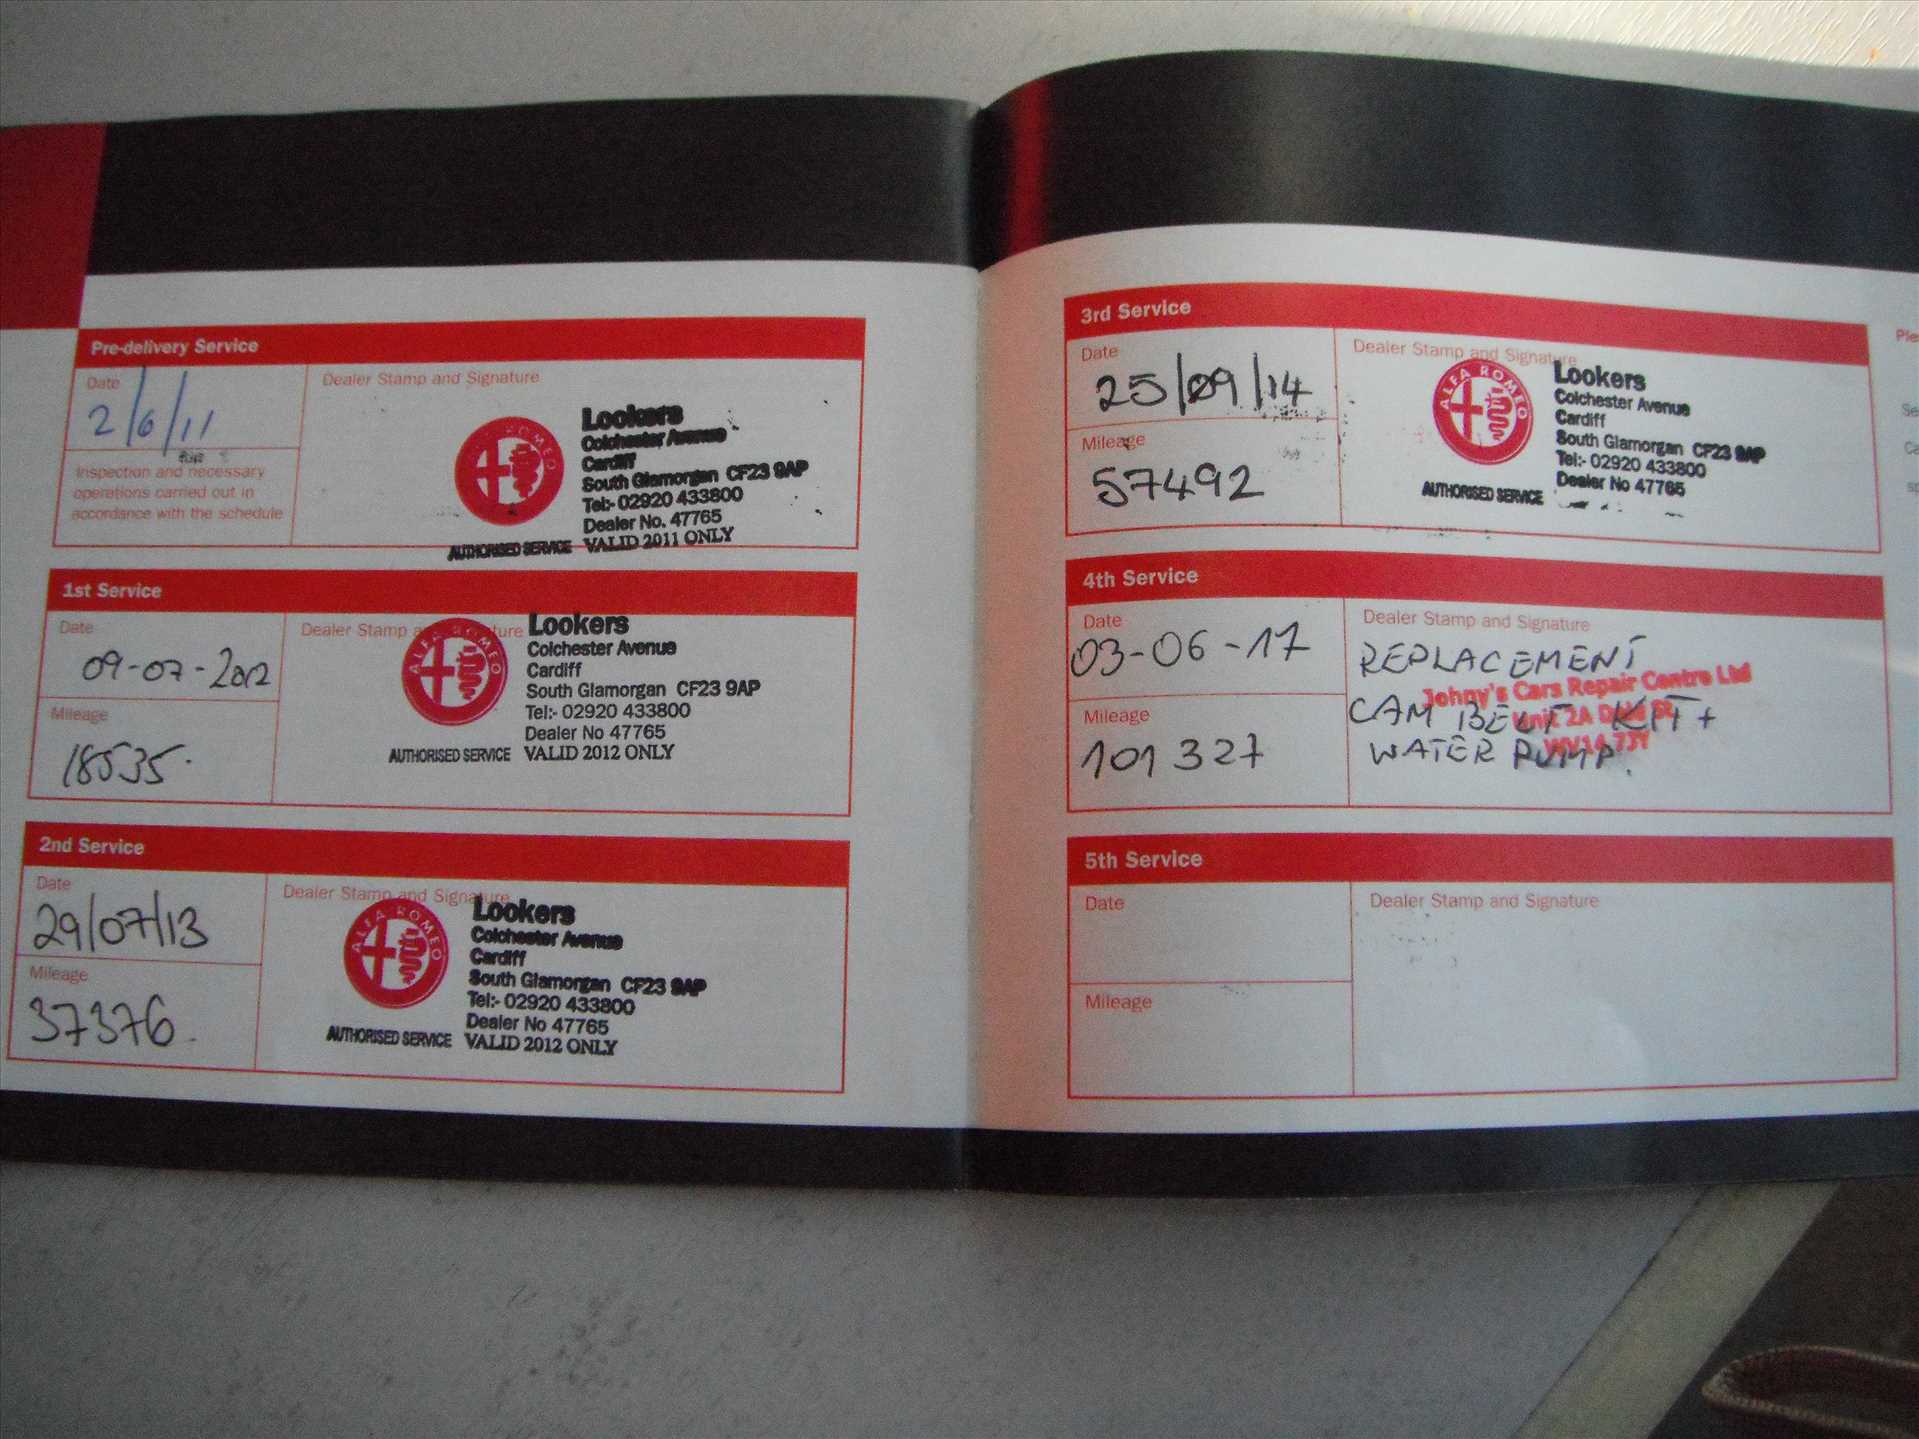 Pre-delivery Service
Date
2/6/11
Inspection and necessary
operations carried out in
accordance with the schedule
Dealer Stamp and Signature
Lookers
Colchester Avenue
Cardiff
South Glamorgan CF23 9AP
Tel:- 02920 433800
Dealer No. 47765
AUTHORISED SERVICE VALID 2011 ONLY
1st Service
Date
09-07-2012
Mileage
18535.
Dealer Stamp
ALFA ROMEO
Lookers
Colchester Avenue
Cardiff
South Glamorgan CF23 9AP
Tel:- 02920 433800
Dealer No 47765
AUTHORISED SERVICE VALID 2012 ONLY
2nd Service
Date
29/07/13
Mileage
37376.
Dealer Stamp and Signature
ALFA ROMEO
Lookers
Colchester Avenue
Cardiff
South Glamorgan CF23 9AP
Tel:- 02920 433800
Dealer No 47765
AUTHORISED SERVICE VALID 2012 ONLY
3rd Service
Date
25/09/14
Mileage
57492
Dealer Stamp and Signature
ALFA ROMEO
Lookers
Colchester Avenue
Cardiff
South Glamorgan CF23 9AP
Tel:- 02920 433800
Dealer No 47765
AUTHORISED SERVICE
4th Service
Date
03-06-17
Mileage
101327
Dealer Stamp and Signature
REPLACEMENT
CAM BELT KIT +
WATER PUMP.
Johny's Cars Repair Centre Ltd
Unit 2A
WV14 7JY
5th Service
Date
Mileage
Dealer Stamp and Signature